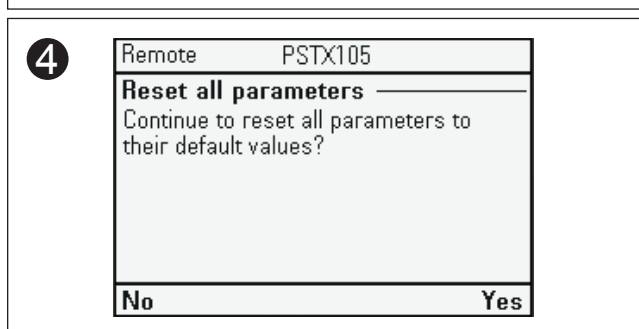 4
Remote PSTX105
Reset all parameters
Continue to reset all parameters to
their default values?
No Yes